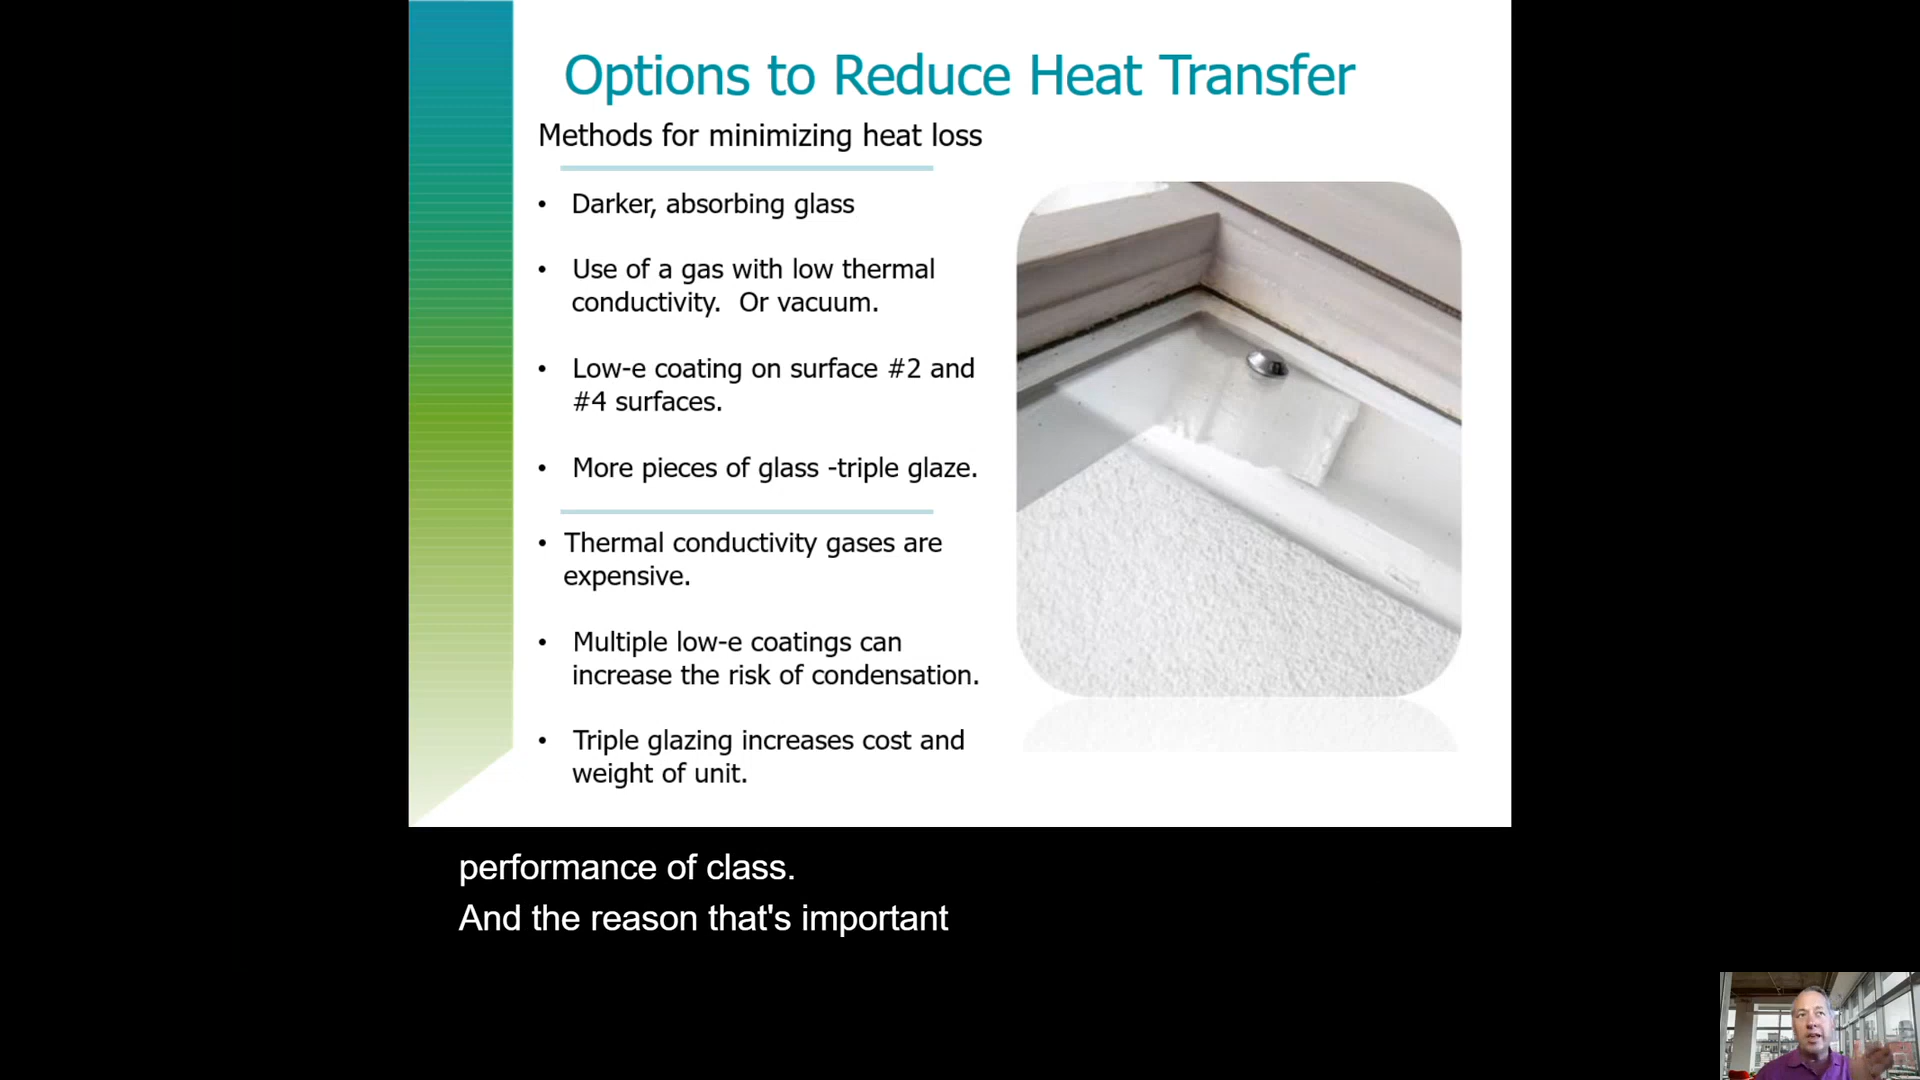 Options to Reduce Heat Transfer
Methods for minimizing heat loss
• Darker, absorbing glass
• Use of a gas with low thermal
conductivity.  Or vacuum.
• Low-e coating on surface #2 and
#4 surfaces.
• More pieces of glass -triple glaze.
• Thermal conductivity gases are
expensive.
• Multiple low-e coatings can
increase the risk of condensation.
• Triple glazing increases cost and
weight of unit.
performance of class.
And the reason that's important